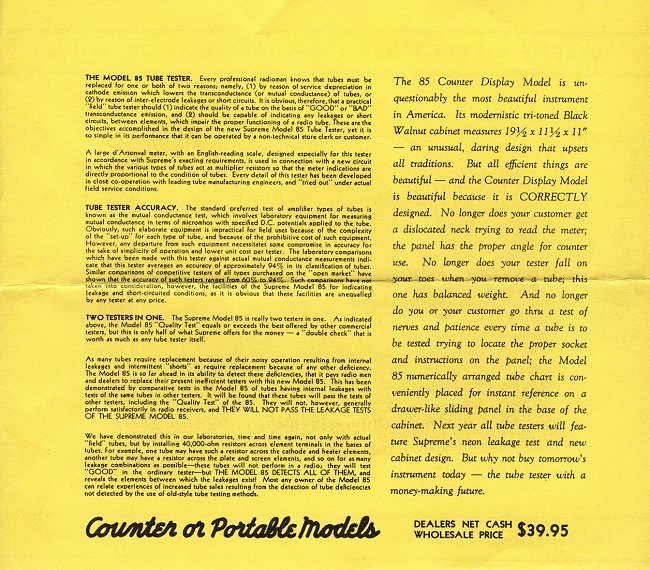 THE MODEL 85 TUBE TESTER. Every professional radioman knows that tubes must be
replaced for one or both of two reasons; namely, (1) by reason of service depreciation in
cathode emission which lowers the transconductance (or mutual conductance) of tubes, or
(2) by reason of inter-electrode leakages or short circuits. It is obvious, therefore, that a practical
"field" tube tester should (1) indicate the quality of a tube on the basis of "GOOD" or "BAD"
transconductance emission, and (2) should be capable of indicating any leakages or short
circuits, between elements, which impair the proper functioning of a radio tube. These are the
objectives accomplished in the design of the new Supreme Model 85 Tube Tester, yet it is
so simple in its performance that it can be operated by a non-technical store clerk or customer.
A large d'Arsonval meter, with an English-reading scale, designed especially for this tester
in accordance with Supreme's exacting requirements, is used in connection with a new circuit
in which the various types of tubes act as multiplier resistors so that the meter indications are
directly proportional to the condition of tubes. Every detail of this tester has been developed
in close co-operation with leading tube manufacturing engineers, and "tried out" under actual
field service conditions.
TUBE TESTER ACCURACY. The standard preferred test of amplifier types of tubes is
known as the mutual conductance test, which involves laboratory equipment for measuring
mutual conductance in terms of micromhos with specified D.C. potentials applied to the tube.
Obviously, such elaborate equipment is impractical for field uses because of the complexity
of the "set-up" for each type of tube, and because of the prohibitive cost of such equipment.
However, any departure from such equipment necessitates some compromise in accuracy for
the sake of simplicity of operation and lower unit cost per tester. The laboratory comparisons
which have been made with this tester against actual mutual conductance measurements indi-
cate that this tester averages an accuracy of approximately 94% in its classification of tubes.
Similar comparisons of competitive testers of all types purchased on the "open market" have
shown that the accuracy of such testers ranges from 60% to 94%. Such comparisons have not
taken into consideration, however, the facilities of the Supreme Model 85 for indicating
leakage and short-circuited conditions, as it is obvious that these facilities are unequalled
by any tester at any price.
TWO TESTERS IN ONE. The Supreme Model 85 is really two testers in one. As indicated
above, the Model 85 "Quality Test" equals or exceeds the best offered by other commercial
testers, but this is only half of what Supreme offers for the money — a "double check" that is
worth as much as any tube tester itself.
As many tubes require replacement because of their noisy operation resulting from internal
leakages and intermittent "shorts" as require replacement because of any other deficiency.
The Model 85 is so far ahead in its ability to detect these deficiencies, that it pays radio men
and dealers to replace their present inefficient testers with this new Model 85. This has been
demonstrated by comparative tests in the Model 85 of tubes having internal leakages with
tests of the same tubes in other testers. It will be found that these tubes will pass the tests of
other testers, including the "Quality Test" of the 85. They will not, however, generally
perform satisfactorily in radio receivers, and THEY WILL NOT PASS THE LEAKAGE TESTS
OF THE SUPREME MODEL 85.
We have demonstrated this in our laboratories, time and time again, not only with actual
"field" tubes, but by installing 40,000-ohm resistors across element terminals in the bases of
tubes. For example, one tube may have such a resistor across the cathode and heater elements,
another tube may have a resistor across the plate and screen elements, and so on for as many
leakage combinations as possible—these tubes will not perform in a radio; they will test
"GOOD" in the ordinary tester—but THE MODEL 85 DETECTS ALL OF THEM, and
reveals the elements between which the leakages exist! Most any owner of the Model 85
can relate experiences of increased tube sales resulting from the detection of tube deficiencies
not detected by the use of old-style tube testing methods.
The 85 Counter Display Model is un-
questionably the most beautiful instrument
in America. Its modernistic tri-toned Black
Walnut cabinet measures 19½ x 11½ x 11"
— an unusual, daring design that upsets
all traditions. But all efficient things are
beautiful — and the Counter Display Model
is beautiful because it is CORRECTLY
designed. No longer does your customer get
a dislocated neck trying to read the meter;
the panel has the proper angle for counter
use. No longer does your tester fall on
your toes when you remove a tube; this
one has balanced weight. And no longer
do you or your customer go thru a test of
nerves and patience every time a tube is to
be tested trying to locate the proper socket
and instructions on the panel; the Model
85 numerically arranged tube chart is con-
veniently placed for instant reference on a
drawer-like sliding panel in the base of the
cabinet. Next year all tube testers will fea-
ture Supreme's neon leakage test and new
cabinet design. But why not buy tomorrow's
instrument today — the tube tester with a
money-making future.
Counter or Portable Models
DEALERS NET CASH
WHOLESALE PRICE $39.95